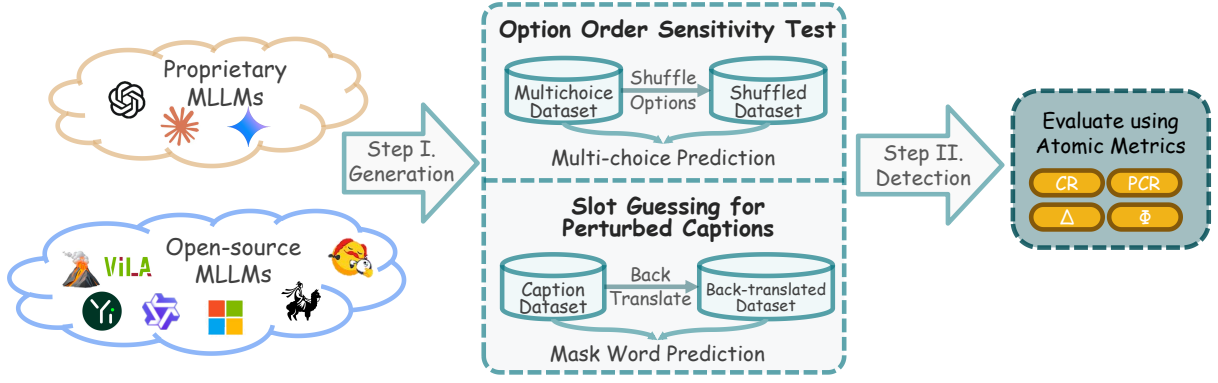 Proprietary
MLLMs
Open-source
MLLMs
ViLA
Yi
Step I.
Generation
Option Order Sensitivity Test
Multichoice
Dataset
Shuffle
Options
Shuffled
Dataset
Multi-choice Prediction
Slot Guessing for
Perturbed Captions
Caption
Dataset
Back
Translate
Back-translated
Dataset
Mask Word Prediction
Step II.
Detection
Evaluate using
Atomic Metrics
CR
PCR
Δ
Φ